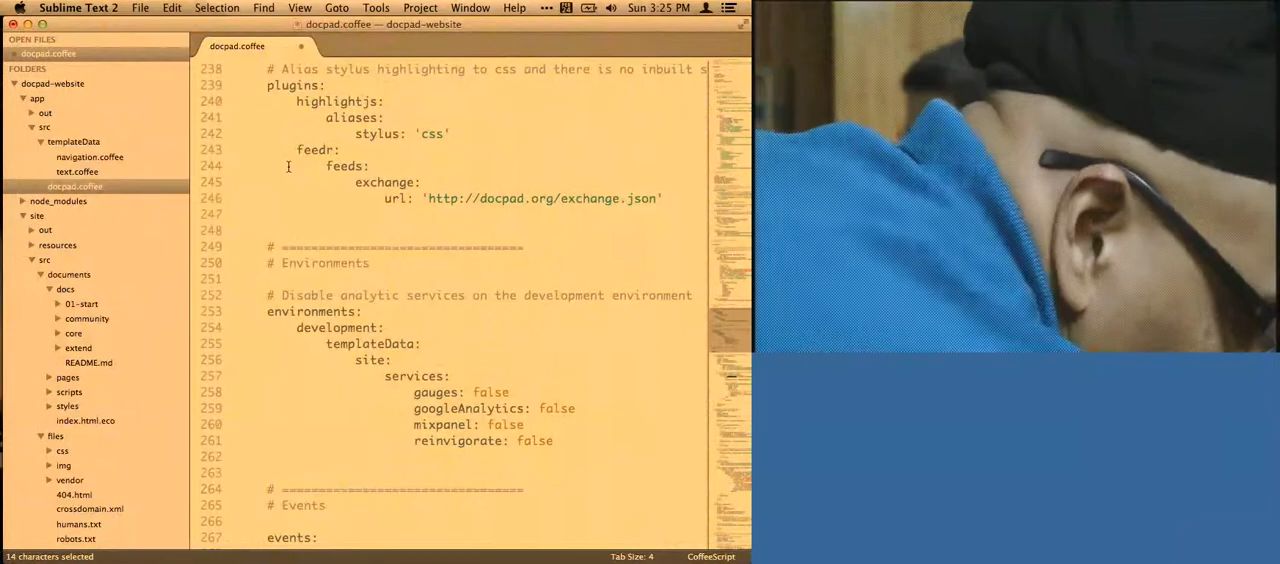 Sublime Text 2 File Edit Selection Find Goto Tools Project Window Help ••• Sun 3:25 PM
docpad.coffee — docpad-website
OPEN FILES
docpad.coffee
FOLDERS
docpad-website
app
out
src
templateData
navigation.coffee
text.coffee
docpad.coffee
node_modules
site
out
resources
src
documents
docs
01-start
community
core
extend
README.md
pages
scripts
styles
index.html.eco
files
css
img
vendor
404.html
crossdomain.xml
humans.txt
robots.txt
docpad.coffee
238 # Alias stylus highlighting to css and there is no inbuilt s
239 plugins:
240 highlightjs:
241 aliases:
242 stylus: 'css'
243 feedr:
244 feeds:
245 exchange:
246 url: 'http://docpad.org/exchange.json'
247
248
249 # =================================
250 # Environments
251
252 # Disable analytic services on the development environment
253 environments:
254 development:
255 templateData:
256 site:
257 services:
258 gauges: false
259 googleAnalytics: false
260 mixpanel: false
261 reinvigorate: false
262
263
264 # =================================
265 # Events
266
267 events:
14 characters selected Tab Size: 4 CoffeeScript